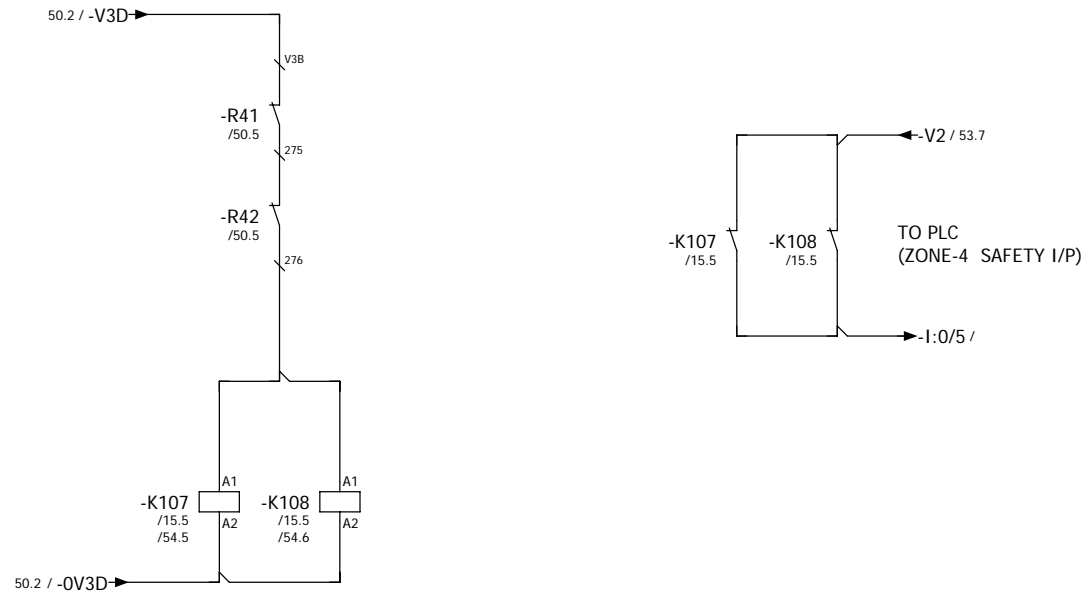 50.2 / -V3D
V3B
-R41
/50.5
275
-R42
/50.5
276
A1
-K107
/15.5
/54.5
A2
A1
-K108
/15.5
/54.6
A2
50.2 / -0V3D
-V2 / 53.7
-K107
/15.5
-K108
/15.5
TO PLC
(ZONE-4 SAFETY I/P)
-I:0/5 /